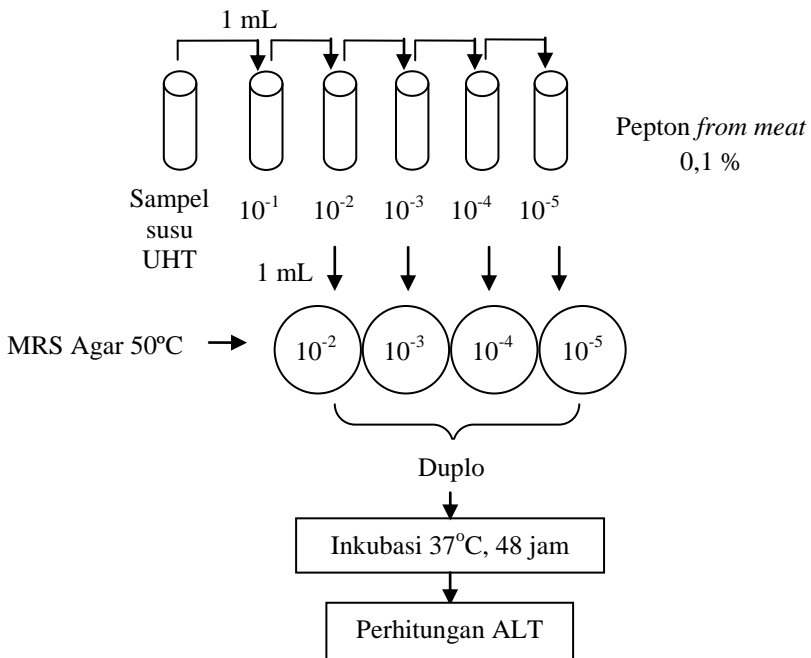 1 mL
Pepton from meat
0,1 %
Sampel
susu
UHT
10⁻¹
10⁻²
10⁻³
10⁻⁴
10⁻⁵
1 mL
MRS Agar 50ºC
10⁻²
10⁻³
10⁻⁴
10⁻⁵
Duplo
Inkubasi 37°C, 48 jam
Perhitungan ALT